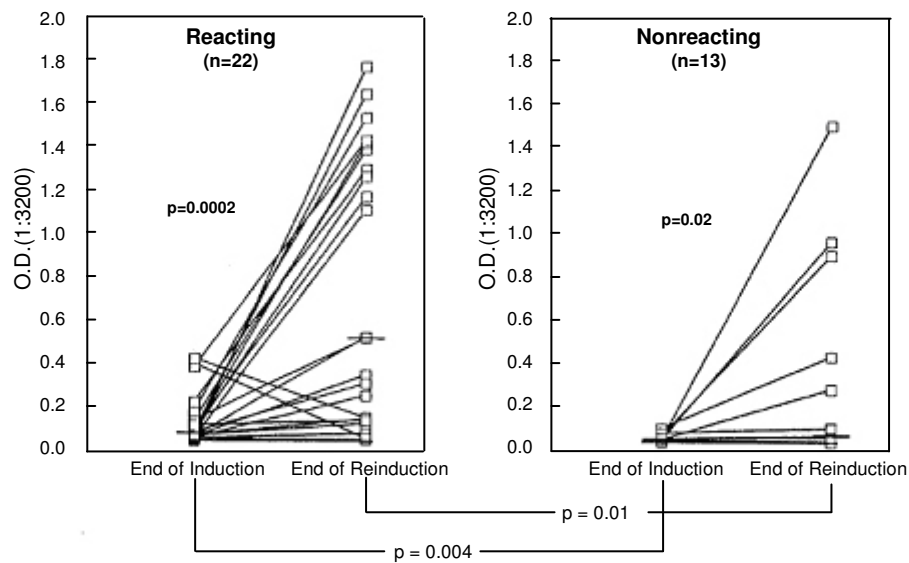 Reacting
(n=22)
O.D.(1:3200)
2.0
1.8
1.6
1.4
1.2
1.0
0.8
0.6
0.4
0.2
0.0
p=0.0002
End of Induction
End of Reinduction
Nonreacting
(n=13)
O.D.(1:3200)
2.0
1.8
1.6
1.4
1.2
1.0
0.8
0.6
0.4
0.2
0.0
p=0.02
End of Induction
End of Reinduction
p = 0.01
p = 0.004